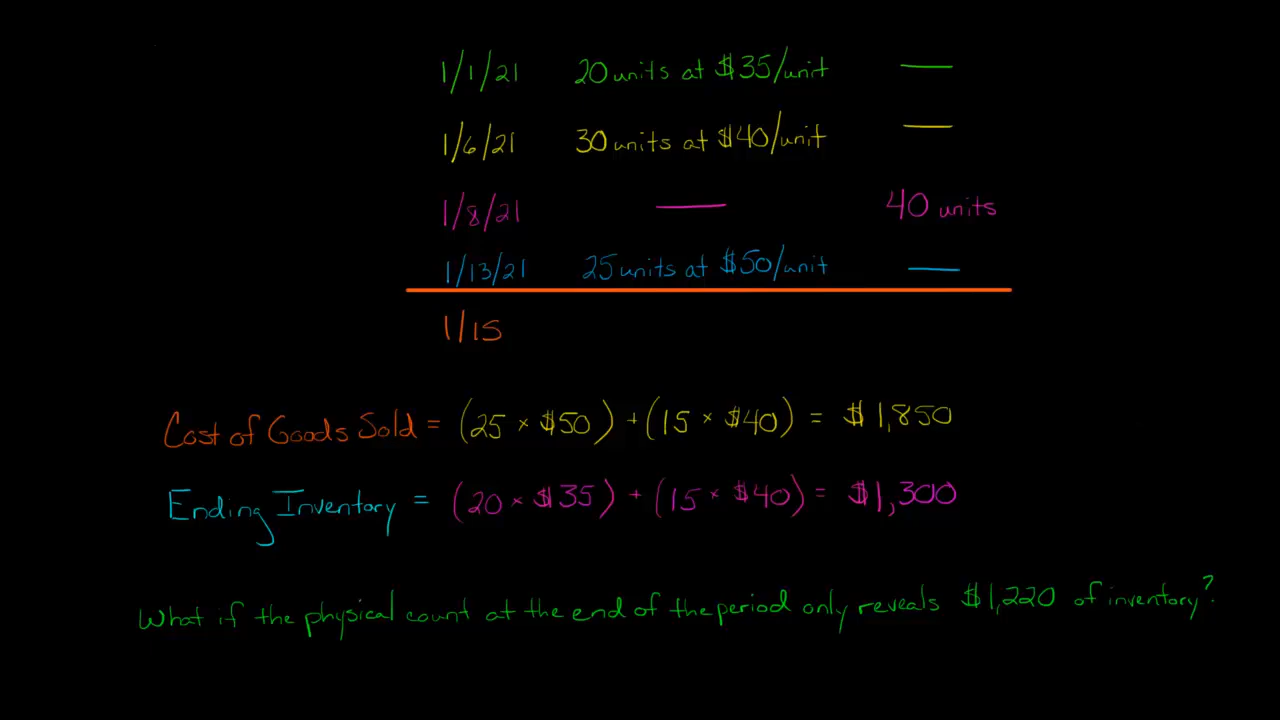 1/1/21 20 units at $35/unit —
1/6/21 30 units at $40/unit —
1/8/21 — 40 units
1/13/21 25 units at $50/unit —
1/15
Cost of Goods Sold = (25 × $50) + (15 × $40) = $1,850
Ending Inventory = (20 × $35) + (15 × $40) = $1,300
What if the physical count at the end of the period only reveals $1,220 of inventory?